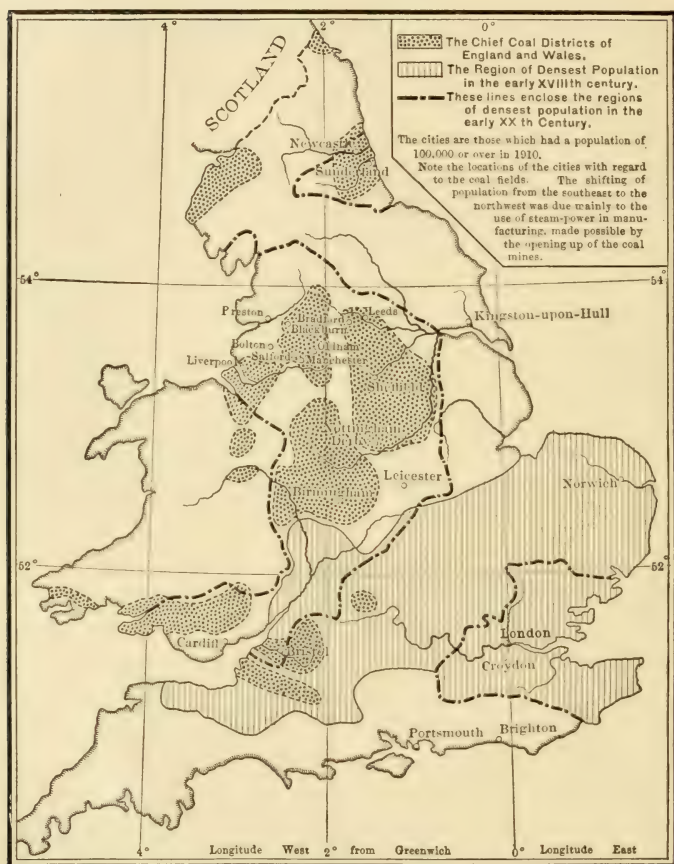 4°
2°
0°
The Chief Coal Districts of
England and Wales.
The Region of Densest Population
in the early XVIIIth century.
These lines enclose the regions
of densest population in the
early XX th Century.
The cities are those which had a population of
100,000 or over in 1910.
Note the locations of the cities with regard
to the coal fields. The shifting of
population from the southeast to the
northwest was due mainly to the
use of steam-power in manu-
facturing, made possible by
the opening up of the coal
mines.
SCOTLAND
Newcastle
Sunderland
54°
54°
Preston
Bradford
Leeds
Kingston-upon-Hull
Blackburn
Bolton
Oldham
Salford
Manchester
Liverpool
Sheffield
Nottingham
Derby
Leicester
Norwich
Birmingham
52°
52°
Cardiff
Bristol
London
Croydon
Portsmouth
Brighton
4°
Longitude West 2° from Greenwich 0° Longitude East